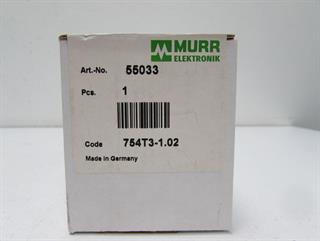 MURR
ELEKTRONIK
Art.-No. 55033
Pcs. 1
Code 754T3-1.02
Made in Germany